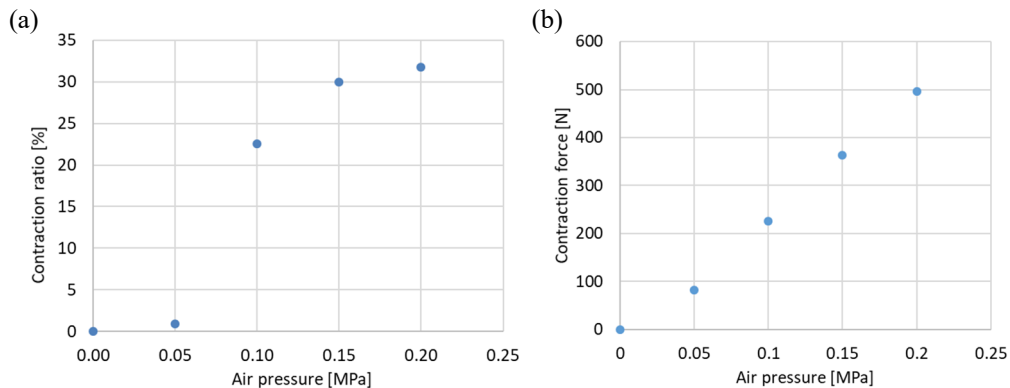 (a)
35
30
25
20
15
10
5
0
Contraction ratio [%]
0.00 0.05 0.10 0.15 0.20 0.25
Air pressure [MPa]
(b)
600
500
400
300
200
100
0
Contraction force [N]
0 0.05 0.1 0.15 0.2 0.25
Air pressure [MPa]